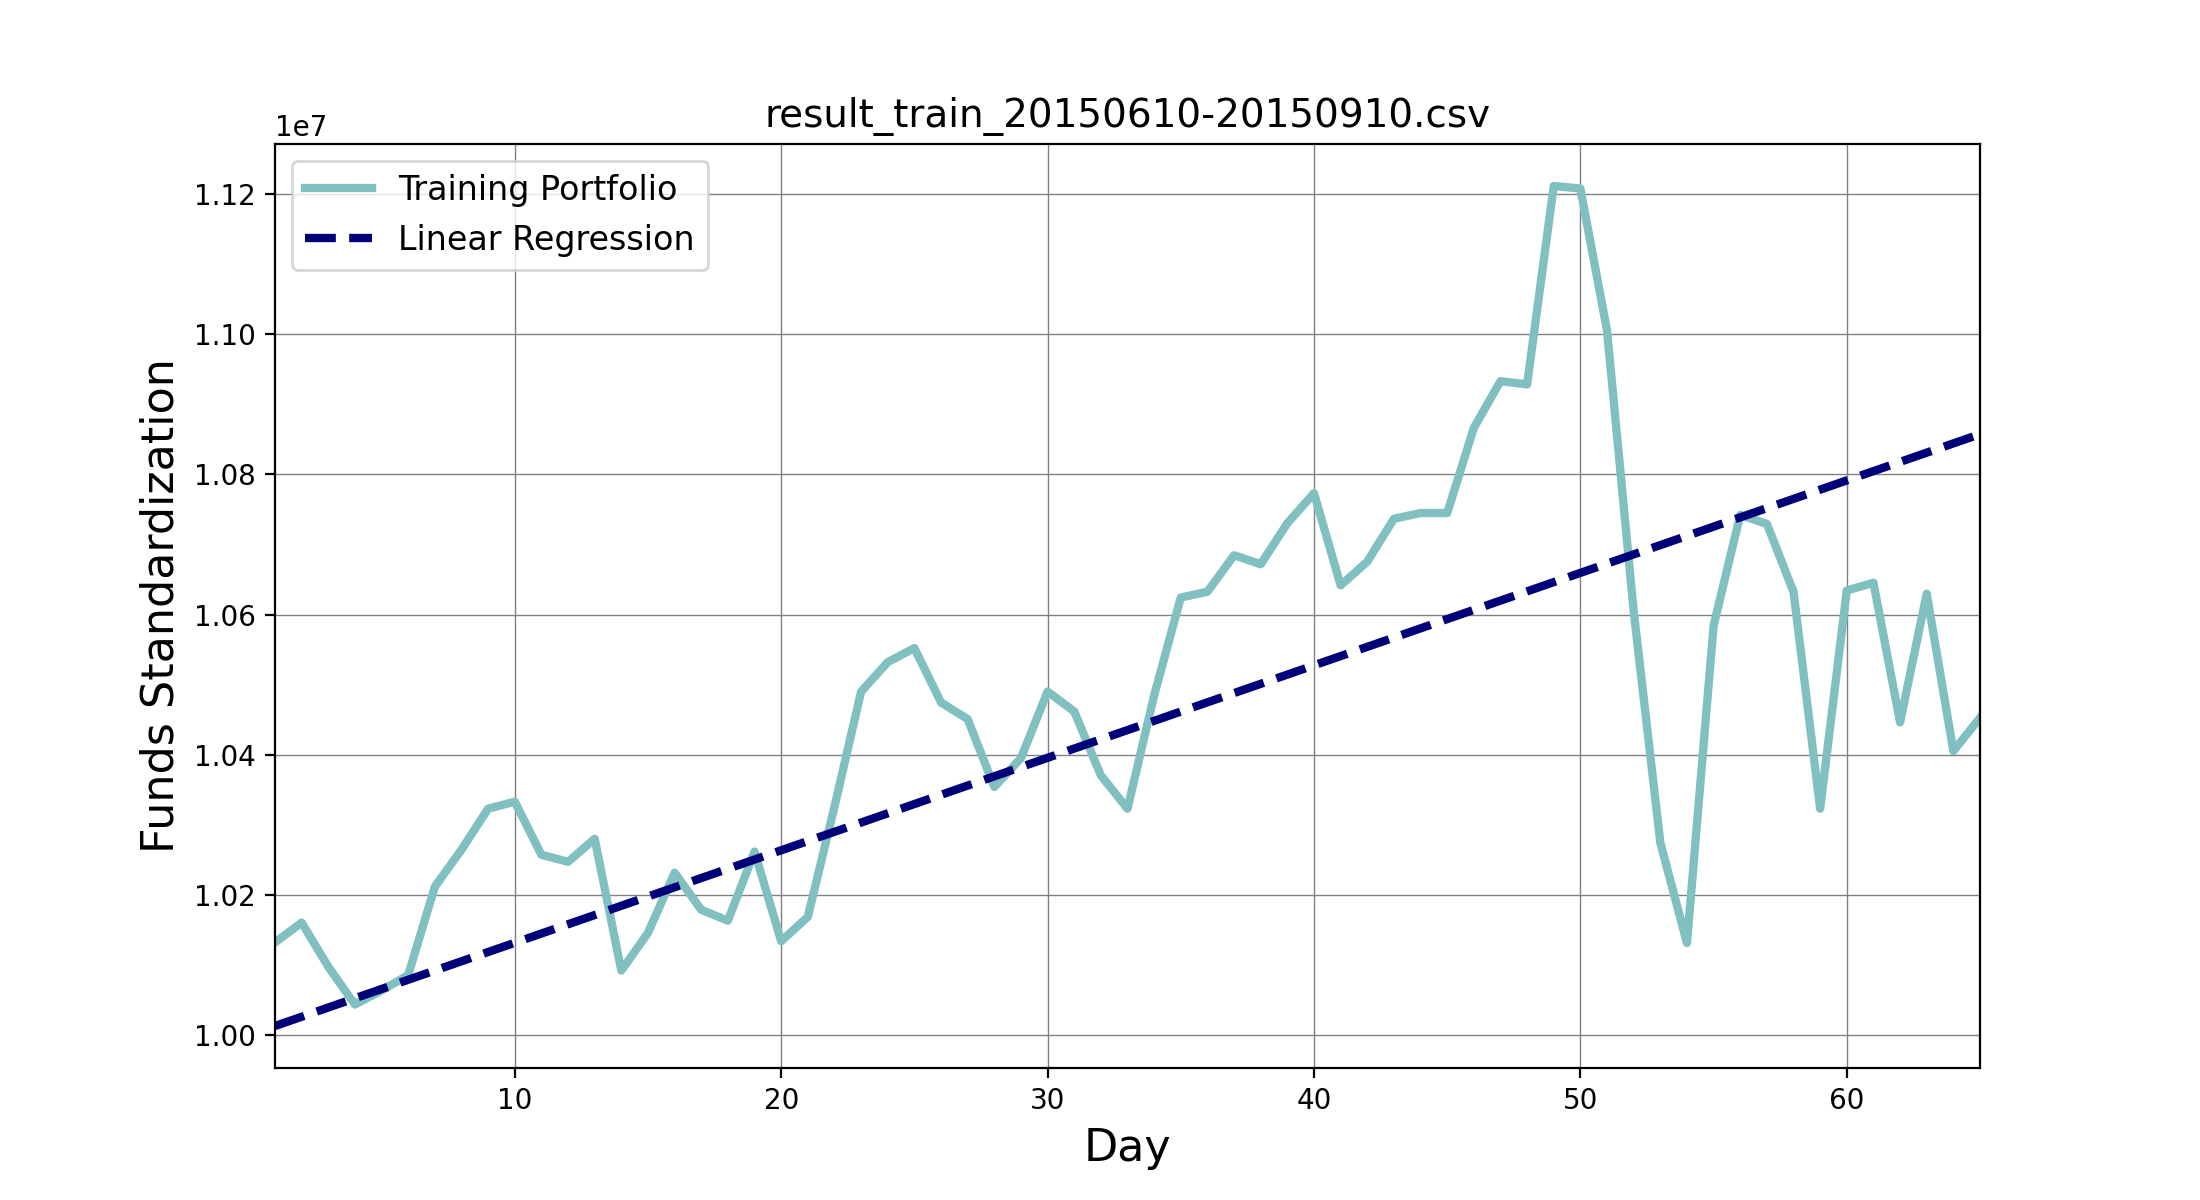 result_train_20150610-20150910.csv
1e7
Training Portfolio
Linear Regression
1.12
1.10
1.08
1.06
1.04
1.02
1.00
Funds Standardization
10 20 30 40 50 60
Day